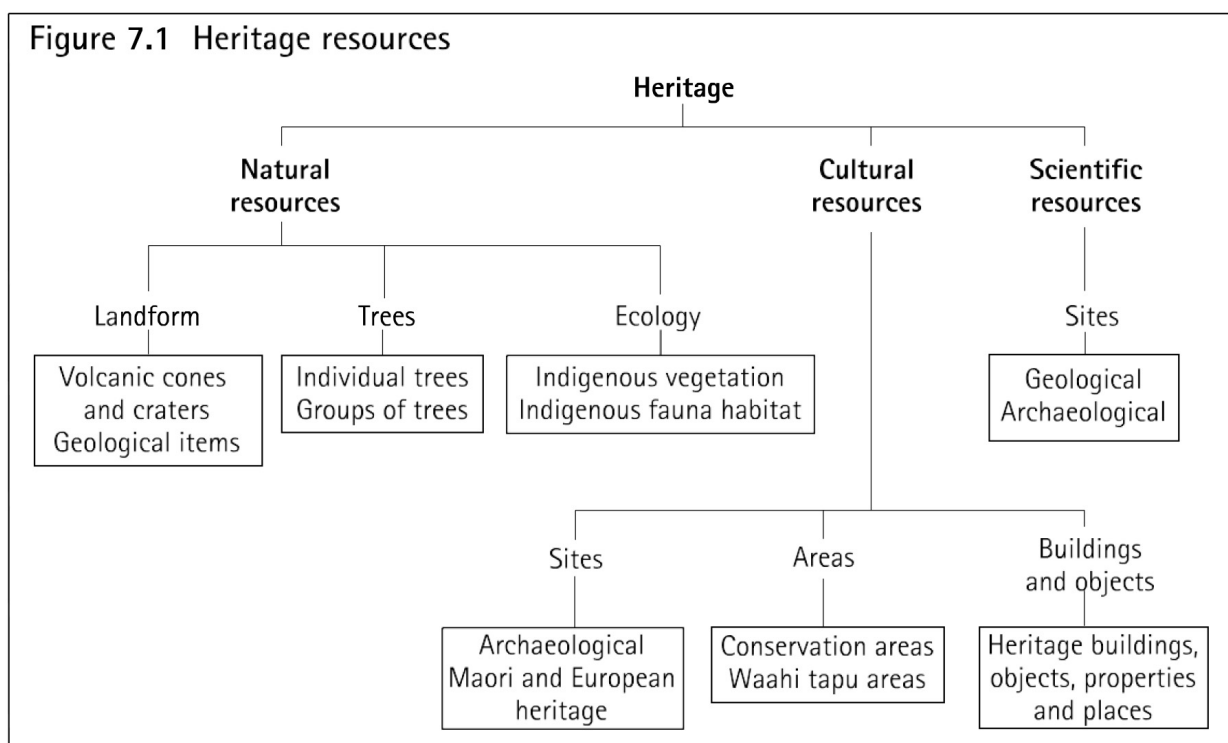 Figure 7.1 Heritage resources
Heritage
Natural
resources
Cultural
resources
Scientific
resources
Landform
Trees
Ecology
Sites
Volcanic cones
and craters
Geological items
Individual trees
Groups of trees
Indigenous vegetation
Indigenous fauna habitat
Geological
Archaeological
Sites
Areas
Buildings
and objects
Archaeological
Maori and European
heritage
Conservation areas
Waahi tapu areas
Heritage buildings,
objects, properties
and places